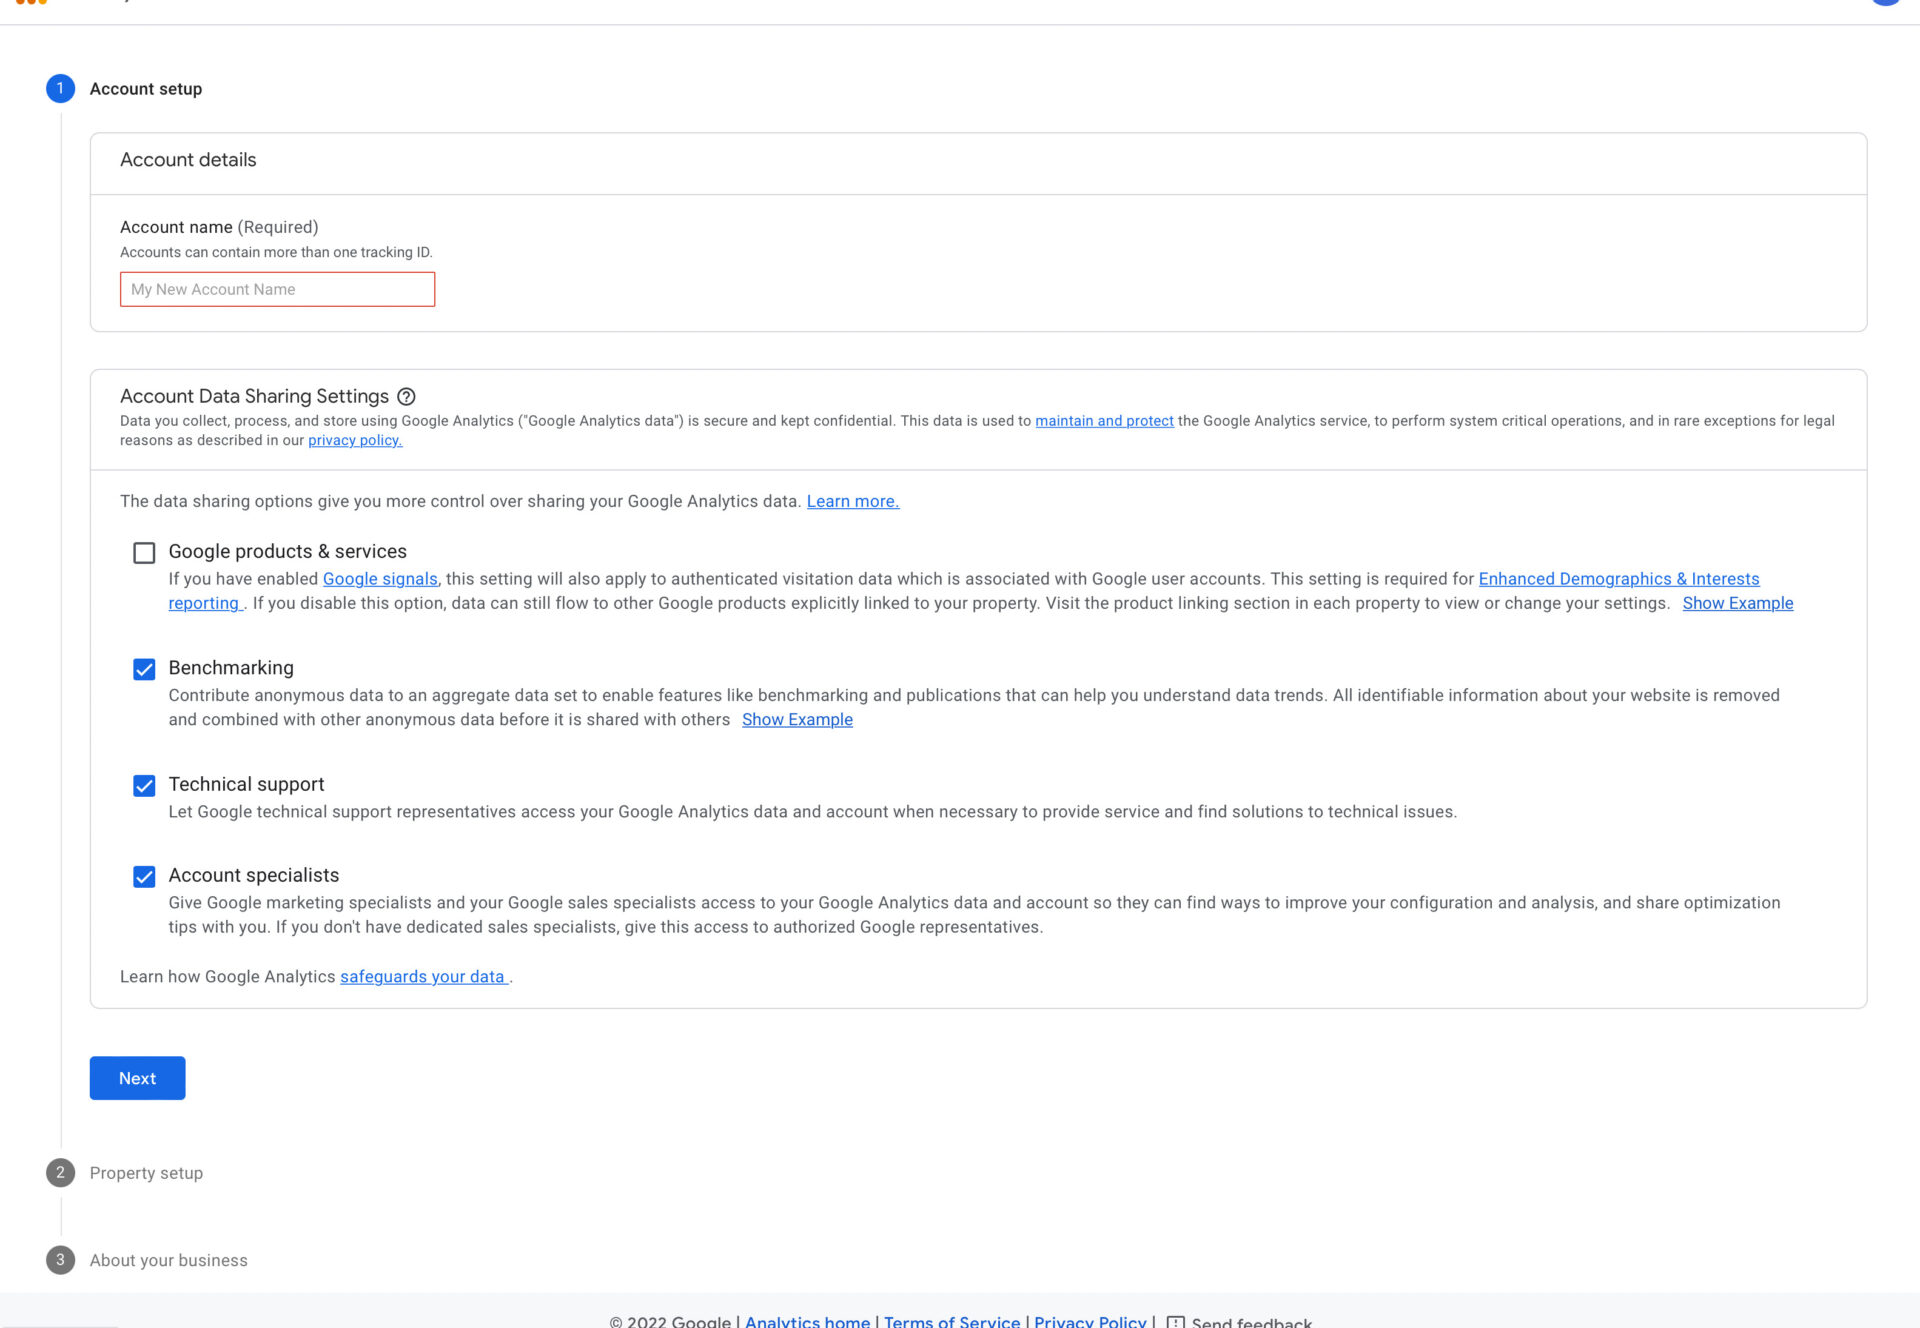 1 Account setup
Account details
Account name (Required)
Accounts can contain more than one tracking ID.
My New Account Name
Account Data Sharing Settings
Data you collect, process, and store using Google Analytics ("Google Analytics data") is secure and kept confidential. This data is used to maintain and protect the Google Analytics service, to perform system critical operations, and in rare exceptions for legal
reasons as described in our privacy policy.
The data sharing options give you more control over sharing your Google Analytics data. Learn more.
Google products & services
If you have enabled Google signals, this setting will also apply to authenticated visitation data which is associated with Google user accounts. This setting is required for Enhanced Demographics & Interests
reporting . If you disable this option, data can still flow to other Google products explicitly linked to your property. Visit the product linking section in each property to view or change your settings. Show Example
Benchmarking
Contribute anonymous data to an aggregate data set to enable features like benchmarking and publications that can help you understand data trends. All identifiable information about your website is removed
and combined with other anonymous data before it is shared with others Show Example
Technical support
Let Google technical support representatives access your Google Analytics data and account when necessary to provide service and find solutions to technical issues.
Account specialists
Give Google marketing specialists and your Google sales specialists access to your Google Analytics data and account so they can find ways to improve your configuration and analysis, and share optimization
tips with you. If you don't have dedicated sales specialists, give this access to authorized Google representatives.
Learn how Google Analytics safeguards your data .
Next
2 Property setup
3 About your business
© 2022 Google | Analytics home | Terms of Service | Privacy Policy | Send feedback